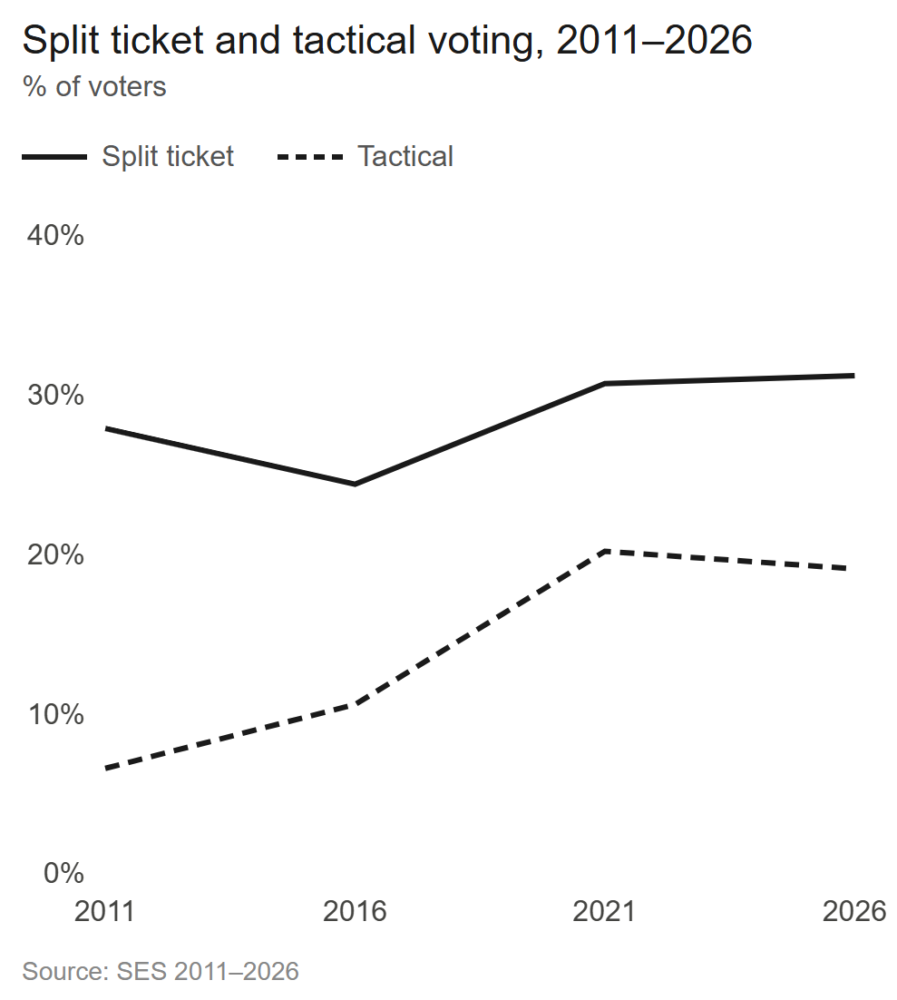 Split ticket and tactical voting, 2011–2026
% of voters
Split ticket Tactical
40%
30%
20%
10%
0%
2011 2016 2021 2026
Source: SES 2011–2026